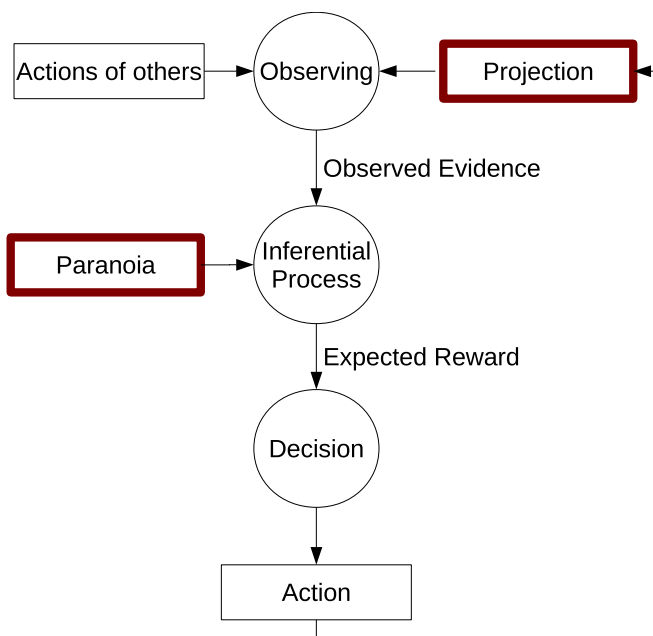 Actions of others
Observing
Projection
Observed Evidence
Paranoia
Inferential
Process
Expected Reward
Decision
Action